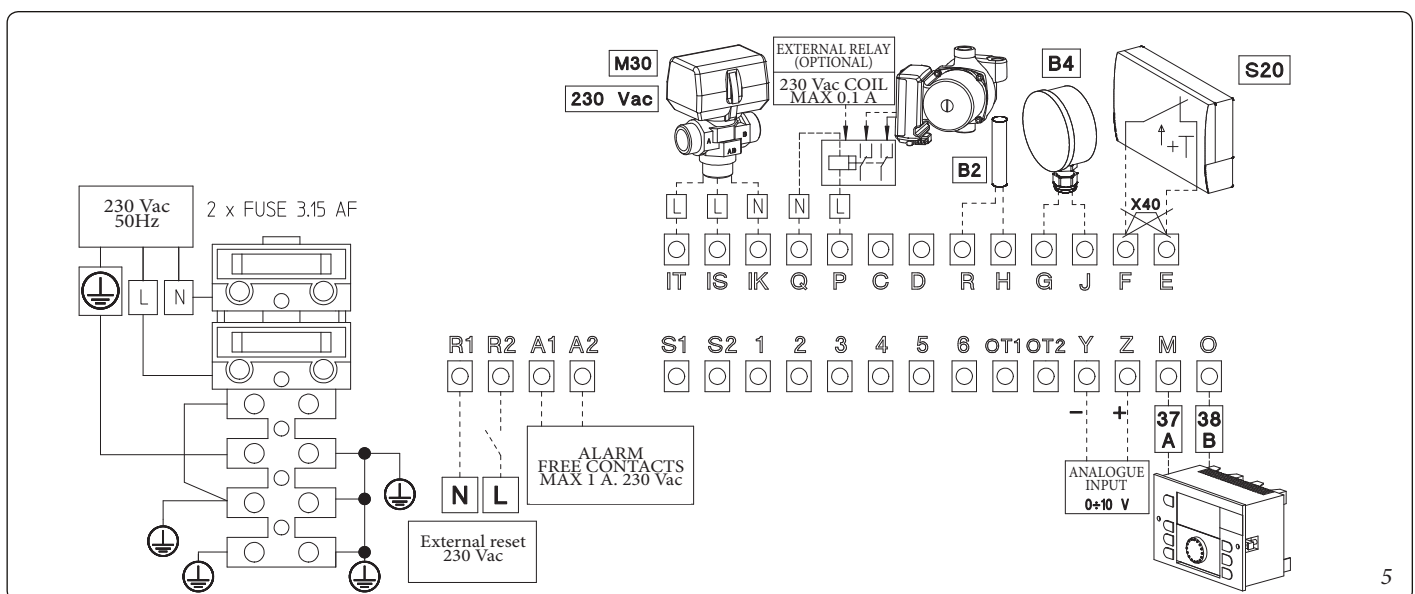 M30
230 Vac
EXTERNAL RELAY
(OPTIONAL)
230 Vac COIL
MAX 0.1 A
B4
S20
A
B
AB
+T
B2
X40
L L N N L
IT IS IK Q P C D R H G J F E
230 Vac
50Hz
2 x FUSE 3.15 AF
L N
R1 R2 A1 A2 S1 S2 1 2 3 4 5 6 OT1 OT2 Y Z M O
- +
37
A
38
B
N L
ALARM
FREE CONTACTS
MAX 1 A. 230 Vac
ANALOGUE
INPUT
0÷10 V
External reset
230 Vac
5